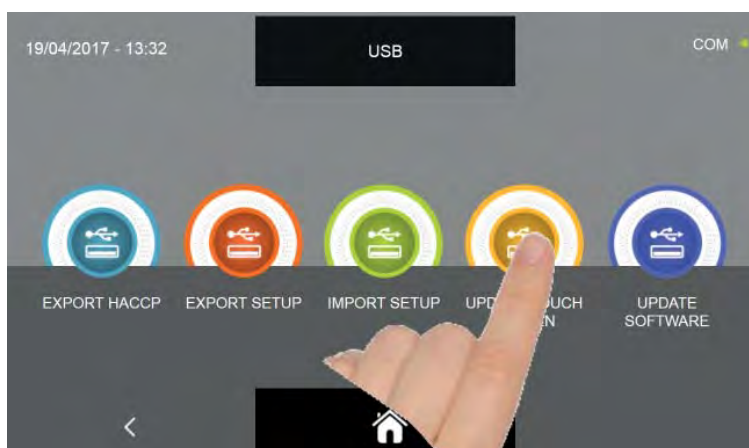 19/04/2017 - 13:32
USB
COM
EXPORT HACCP
EXPORT SETUP
IMPORT SETUP
UPDATE
SOFTWARE